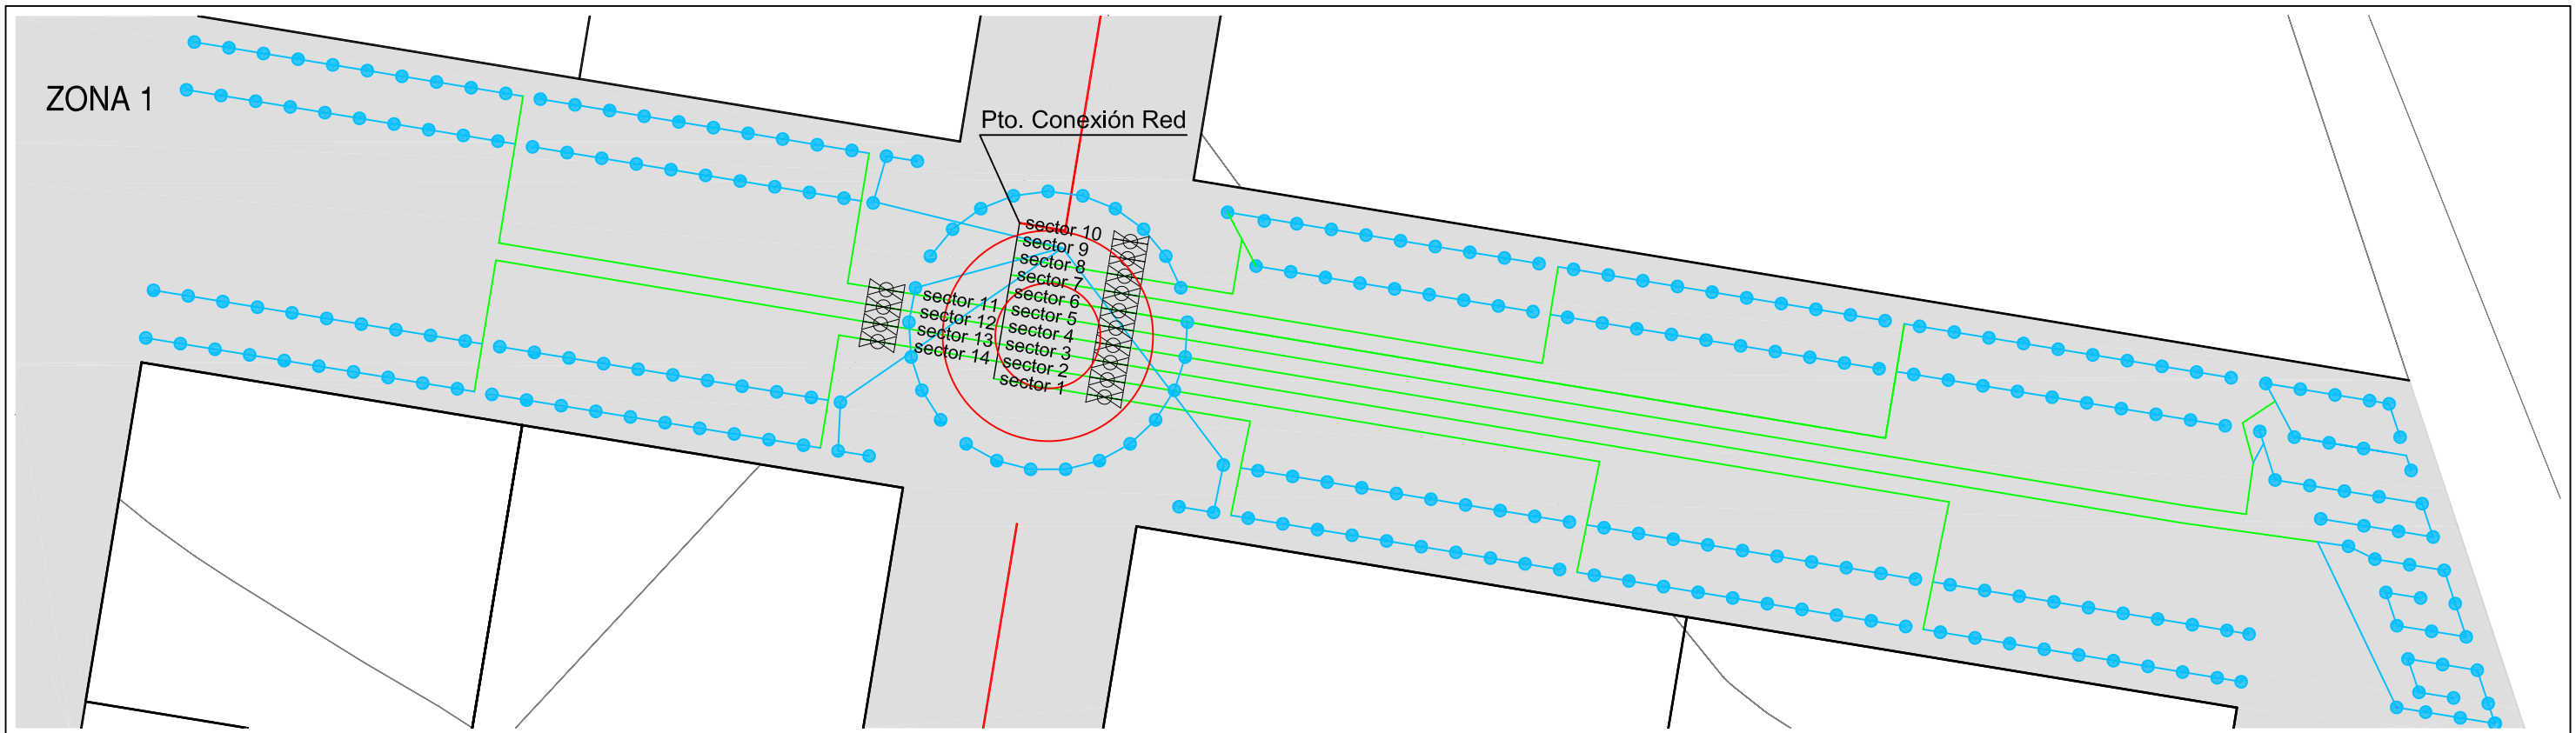 ZONA 1
Pto. Conexión Red
sector 10
sector 9
sector 8
sector 7
sector 6
sector 5
sector 4
sector 3
sector 2
sector 1
sector 11
sector 12
sector 13
sector 14